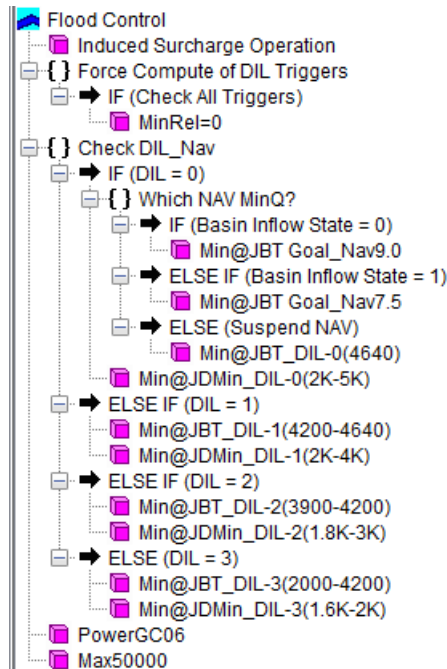 Flood Control
Induced Surcharge Operation
{ } Force Compute of DIL Triggers
IF (Check All Triggers)
MinRel=0
{ } Check DIL_Nav
IF (DIL = 0)
{ } Which NAV MinQ?
IF (Basin Inflow State = 0)
Min@JBT Goal_Nav9.0
ELSE IF (Basin Inflow State = 1)
Min@JBT Goal_Nav7.5
ELSE (Suspend NAV)
Min@JBT_DIL-0(4640)
Min@JDMin_DIL-0(2K-5K)
ELSE IF (DIL = 1)
Min@JBT_DIL-1(4200-4640)
Min@JDMin_DIL-1(2K-4K)
ELSE IF (DIL = 2)
Min@JBT_DIL-2(3900-4200)
Min@JDMin_DIL-2(1.8K-3K)
ELSE (DIL = 3)
Min@JBT_DIL-3(2000-4200)
Min@JDMin_DIL-3(1.6K-2K)
PowerGC06
Max50000